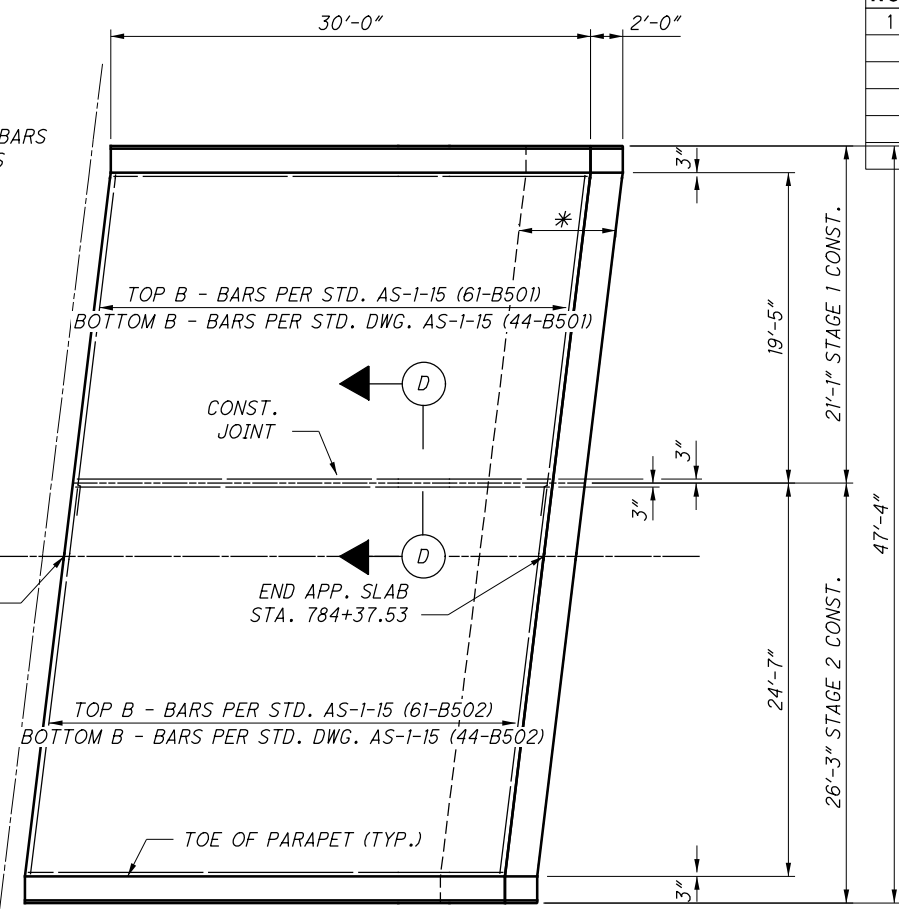 30'-0"
2'-0"
1
BARS
3"
*
TOP B - BARS PER STD. AS-1-15 (61-B501)
BOTTOM B - BARS PER STD. DWG. AS-1-15 (44-B501)
19'-5"
21'-1" STAGE 1 CONST.
D
CONST.
JOINT
3"
3"
47'-4"
D
END APP. SLAB
STA. 784+37.53
24'-7"
26'-3" STAGE 2 CONST.
TOP B - BARS PER STD. AS-1-15 (61-B502)
BOTTOM B - BARS PER STD. DWG. AS-1-15 (44-B502)
TOE OF PARAPET (TYP.)
3"